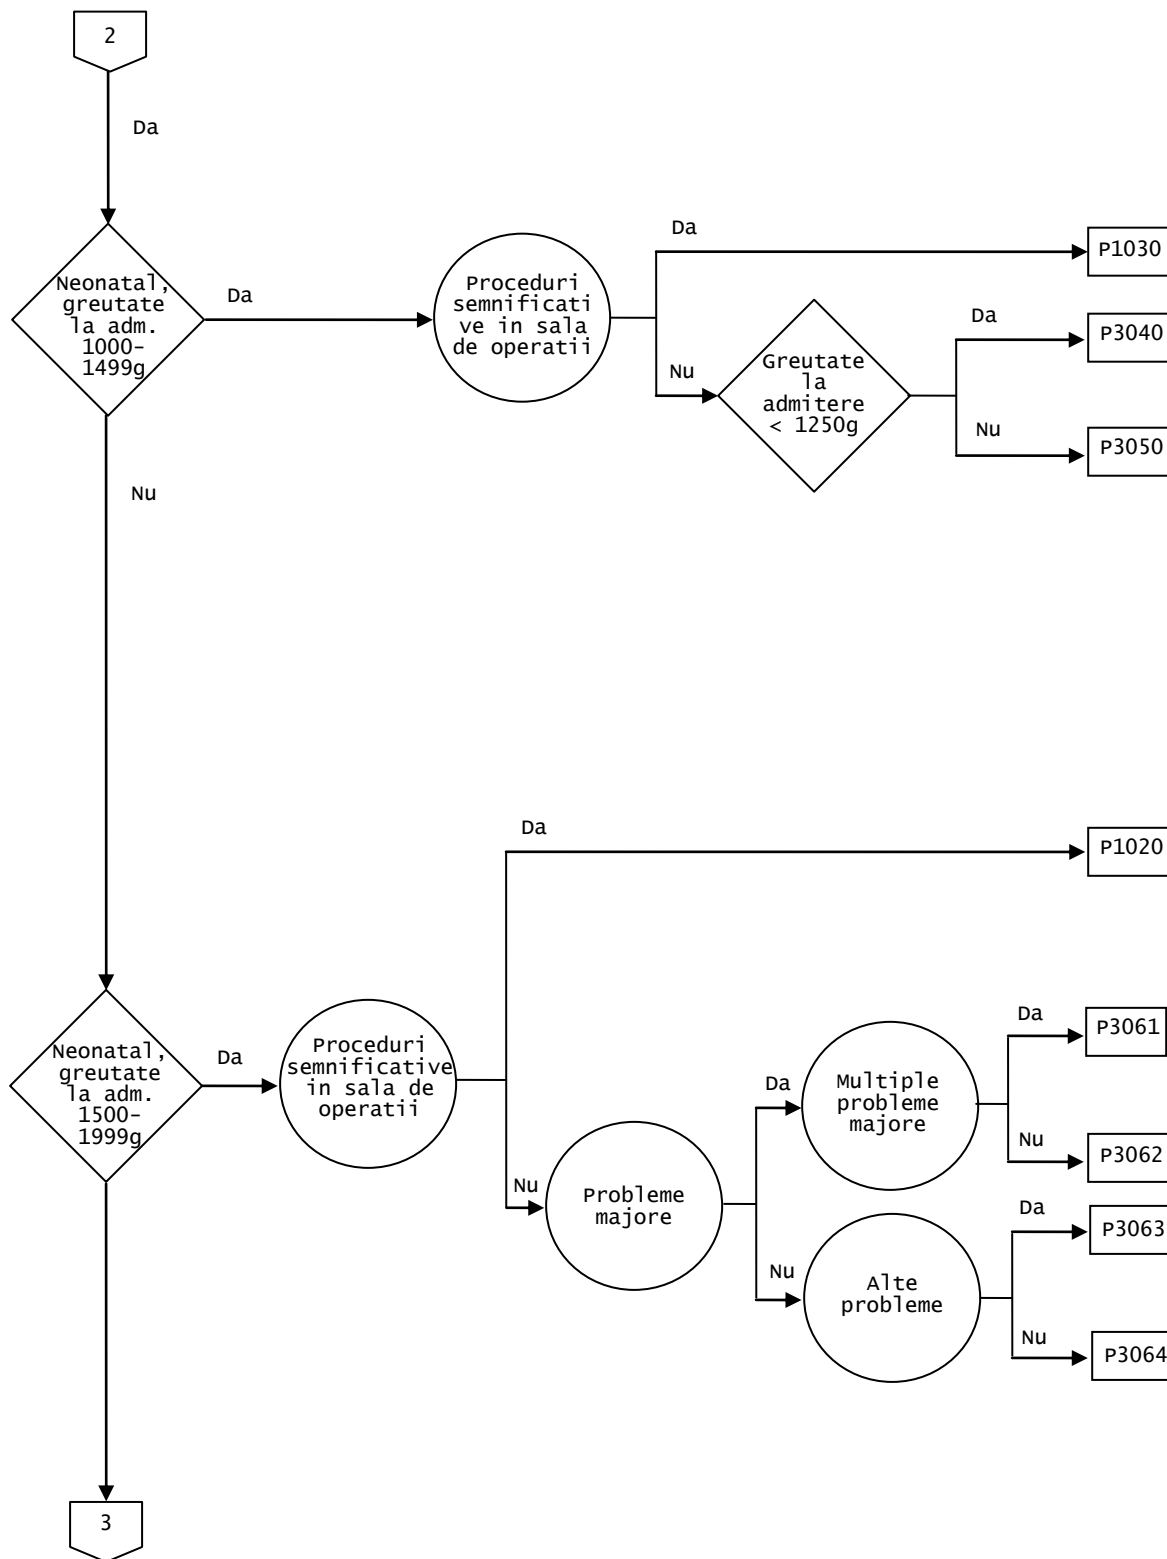 2
Da
Neonatal,
greutate
la adm.
1000-
1499g
Da
Proceduri
semnificati
ve in sala
de operatii
Da
P1030
Nu
Greutate
la
admitere
< 1250g
Da
P3040
Nu
P3050
Nu
Da
P1020
Neonatal,
greutate
la adm.
1500-
1999g
Da
Proceduri
semnificative
in sala de
operatii
Nu
Probleme
majore
Da
Multiple
probleme
majore
Da
P3061
Nu
P3062
Nu
Alte
probleme
Da
P3063
Nu
P3064
3